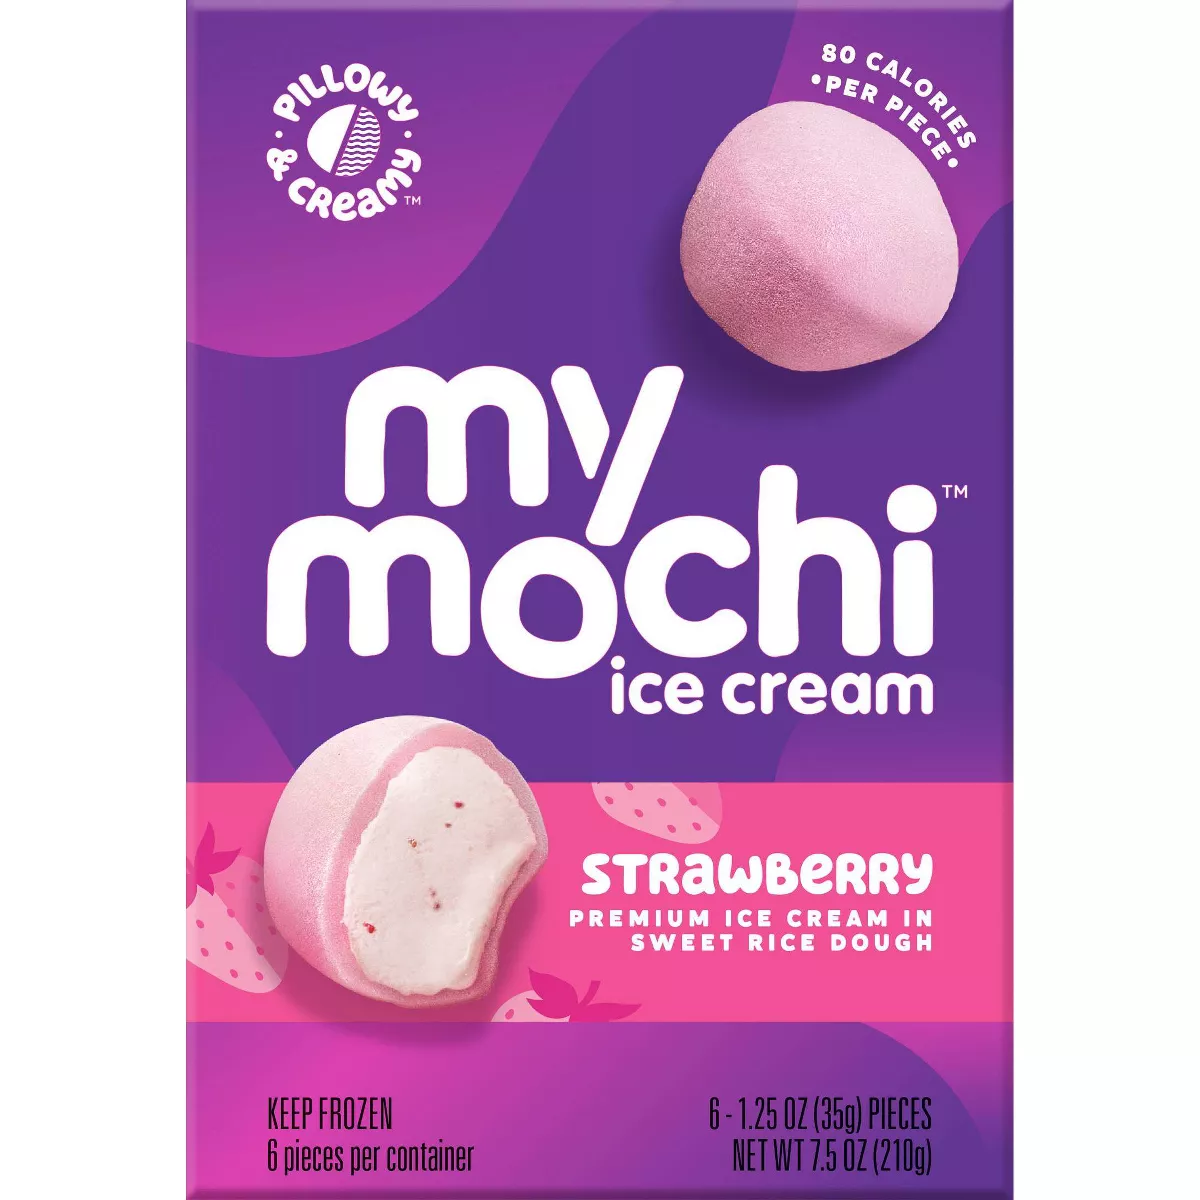 • PILLOWY
& CREAMY™
80 CALORIES
• PER PIECE •
my
mochi™
ice cream
STRAWBERRY
PREMIUM ICE CREAM IN
SWEET RICE DOUGH
KEEP FROZEN
6 pieces per container
6 - 1.25 OZ (35g) PIECES
NET WT 7.5 OZ (210g)